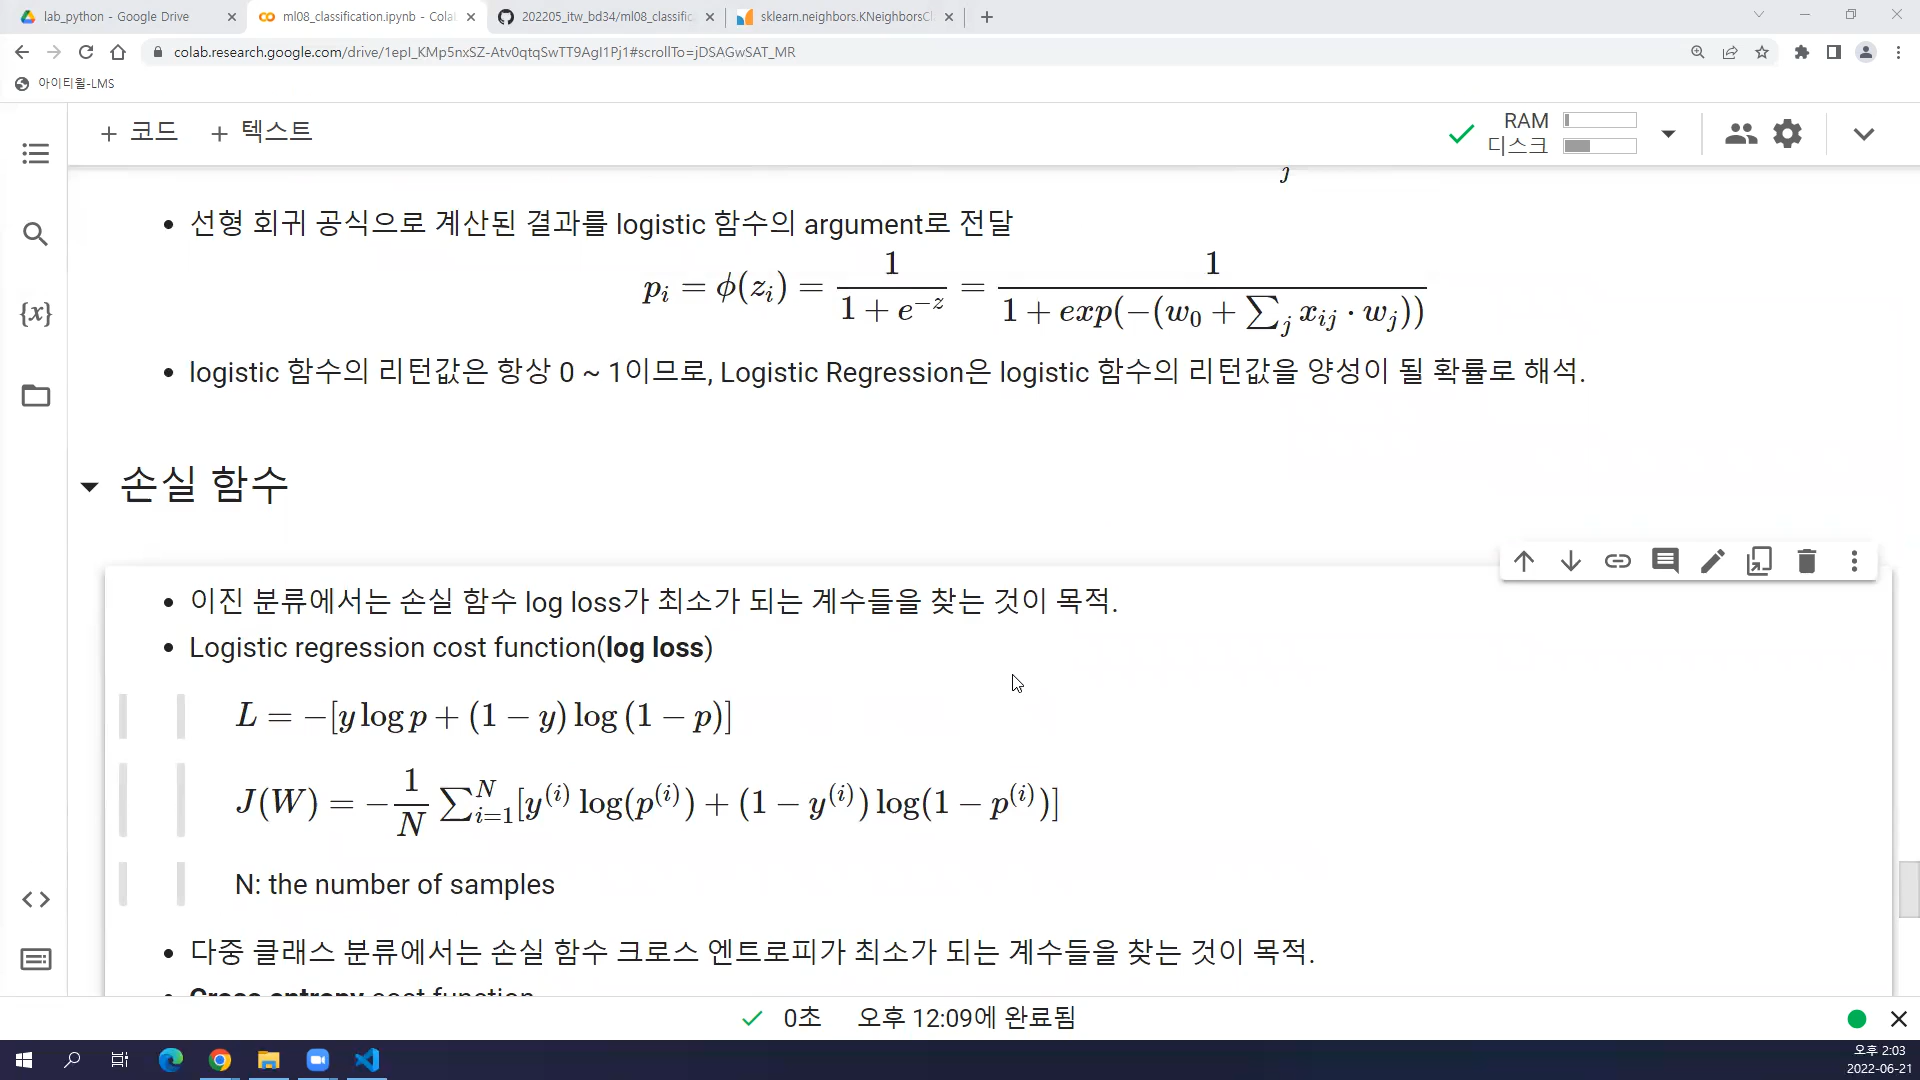 lab_python - Google Drive
ml08_classification.ipynb - Cola
202205_itw_bd34/ml08_classific
sklearn.neighbors.KNeighborsCl
colab.research.google.com/drive/1epI_KMp5nxSZ-Atv0qtqSwTT9AgI1Pj1#scrollTo=jDSAGwSAT_MR
아이티윌-LMS
+ 코드 + 텍스트
RAM
디스크
j
• 선형 회귀 공식으로 계산된 결과를 logistic 함수의 argument로 전달
p_i = ϕ(z_i) = 1 / (1 + e^{-z}) = 1 / (1 + exp(−(w_0 + ∑_j x_{ij} · w_j)))
• logistic 함수의 리턴값은 항상 0 ~ 1이므로, Logistic Regression은 logistic 함수의 리턴값을 양성이 될 확률로 해석.
{x}
손실 함수
• 이진 분류에서는 손실 함수 log loss가 최소가 되는 계수들을 찾는 것이 목적.
• Logistic regression cost function(log loss)
L = −[y log p + (1 − y) log (1 − p)]
J(W) = −1/N ∑_{i=1}^{N} [y^{(i)} log(p^{(i)}) + (1 − y^{(i)}) log(1 − p^{(i)})]
N: the number of samples
• 다중 클래스 분류에서는 손실 함수 크로스 엔트로피가 최소가 되는 계수들을 찾는 것이 목적.
• Cross entropy cost function
0초 오후 12:09에 완료됨
오후 2:03
2022-06-21